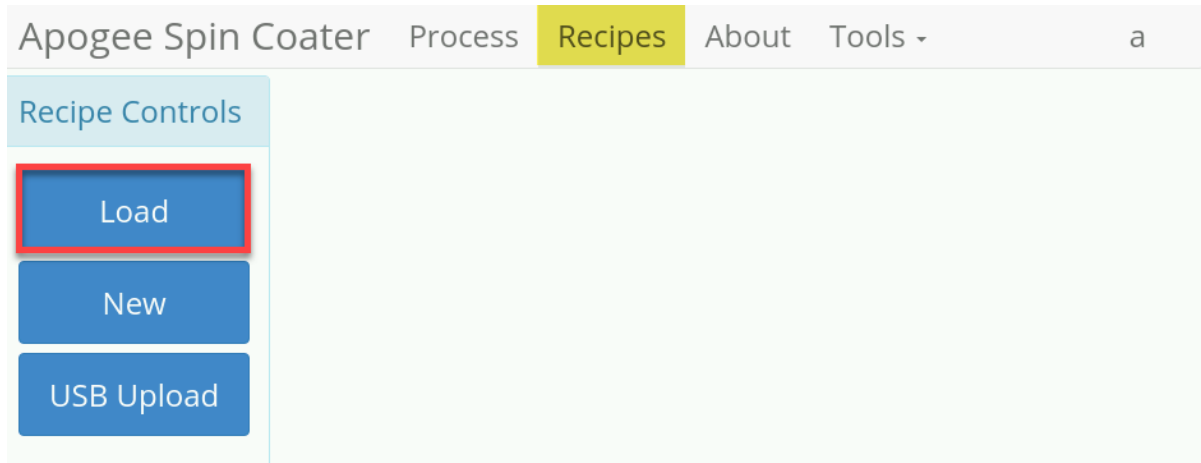 Apogee Spin Coater Process Recipes About Tools a
Recipe Controls
Load
New
USB Upload